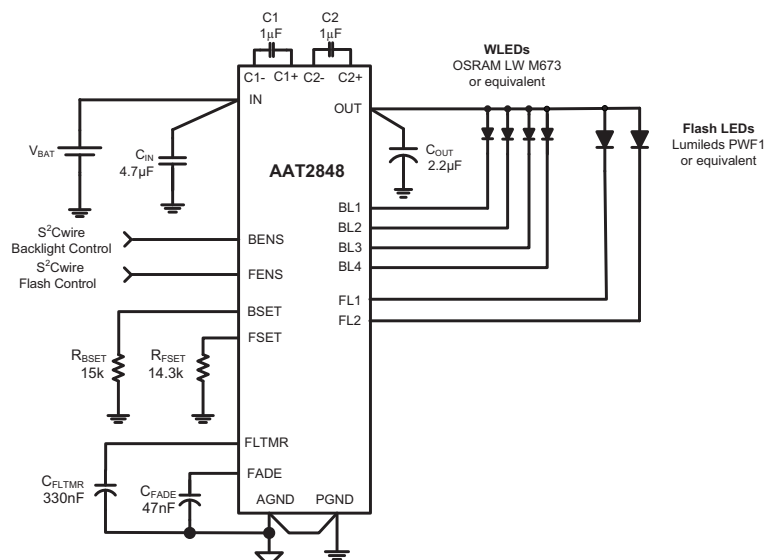 C1
1µF
C2
1µF
C1-
C1+
C2-
C2+
WLEDs
OSRAM LW M673
or equivalent
IN
OUT
Flash LEDs
Lumileds PWF1
or equivalent
VBAT
CIN
4.7µF
COUT
2.2µF
AAT2848
BL1
BL2
BL3
BL4
FL1
FL2
S²Cwire
Backlight Control
BENS
S²Cwire
Flash Control
FENS
BSET
FSET
RBSET
15k
RFSET
14.3k
FLTMR
FADE
CFLTMR
330nF
CFADE
47nF
AGND
PGND